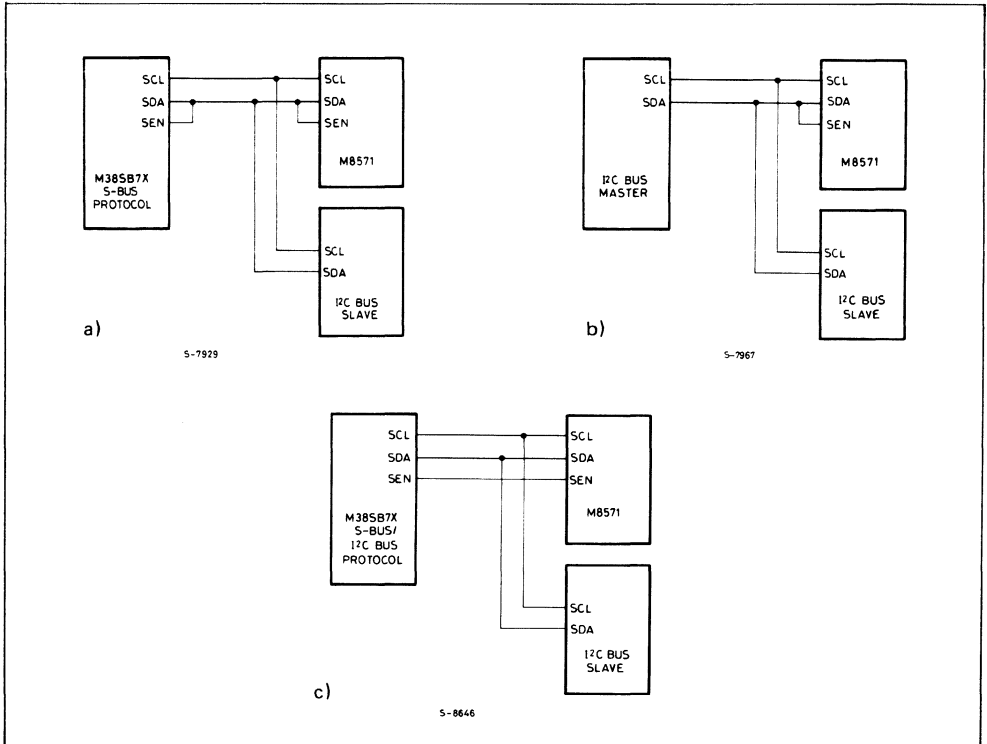 SCL
SDA
SEN
M38SB7X
S-BUS
PROTOCOL
SCL
SDA
SEN
M8571
SCL
SDA
I²C BUS
SLAVE
a)
S-7929
SCL
SDA
I²C BUS
MASTER
SCL
SDA
SEN
M8571
SCL
SDA
I²C BUS
SLAVE
b)
S-7967
SCL
SDA
SEN
M38SB7X
S-BUS/
I²C BUS
PROTOCOL
SCL
SDA
SEN
M8571
SCL
SDA
I²C BUS
SLAVE
c)
S-8646